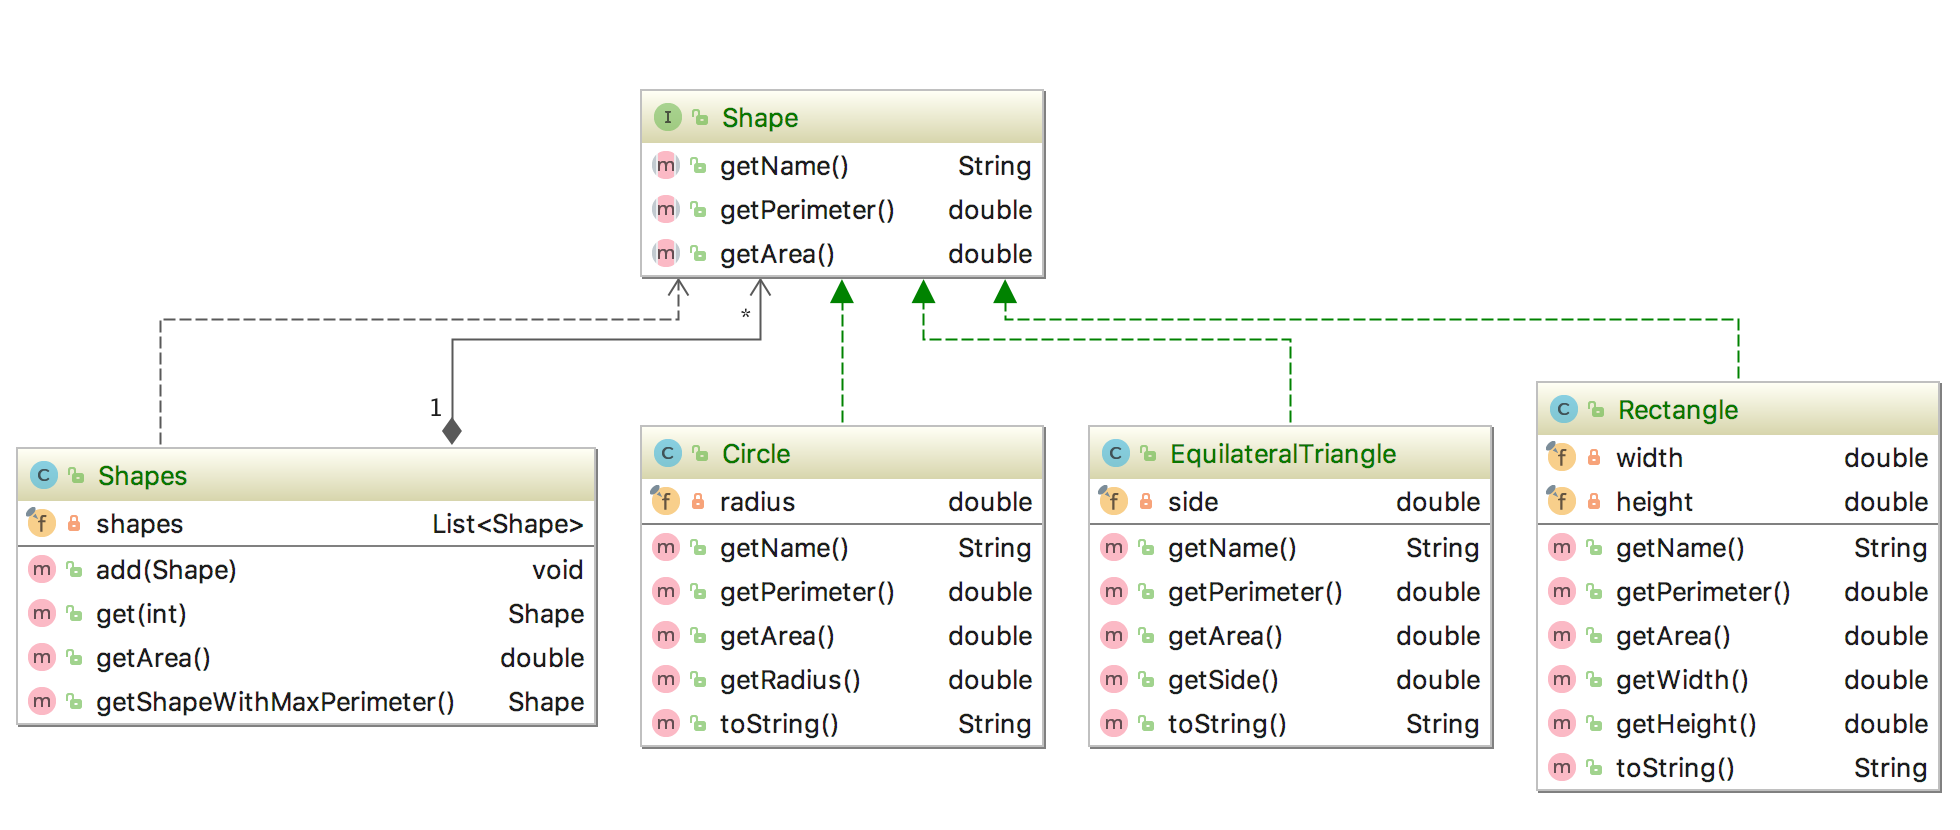 I Shape
m getName() String
m getPerimeter() double
m getArea() double
*
1
C Shapes
f shapes List<Shape>
m add(Shape) void
m get(int) Shape
m getArea() double
m getShapeWithMaxPerimeter() Shape
C Circle
f radius double
m getName() String
m getPerimeter() double
m getArea() double
m getRadius() double
m toString() String
C EquilateralTriangle
f side double
m getName() String
m getPerimeter() double
m getArea() double
m getSide() double
m toString() String
C Rectangle
f width double
f height double
m getName() String
m getPerimeter() double
m getArea() double
m getWidth() double
m getHeight() double
m toString() String